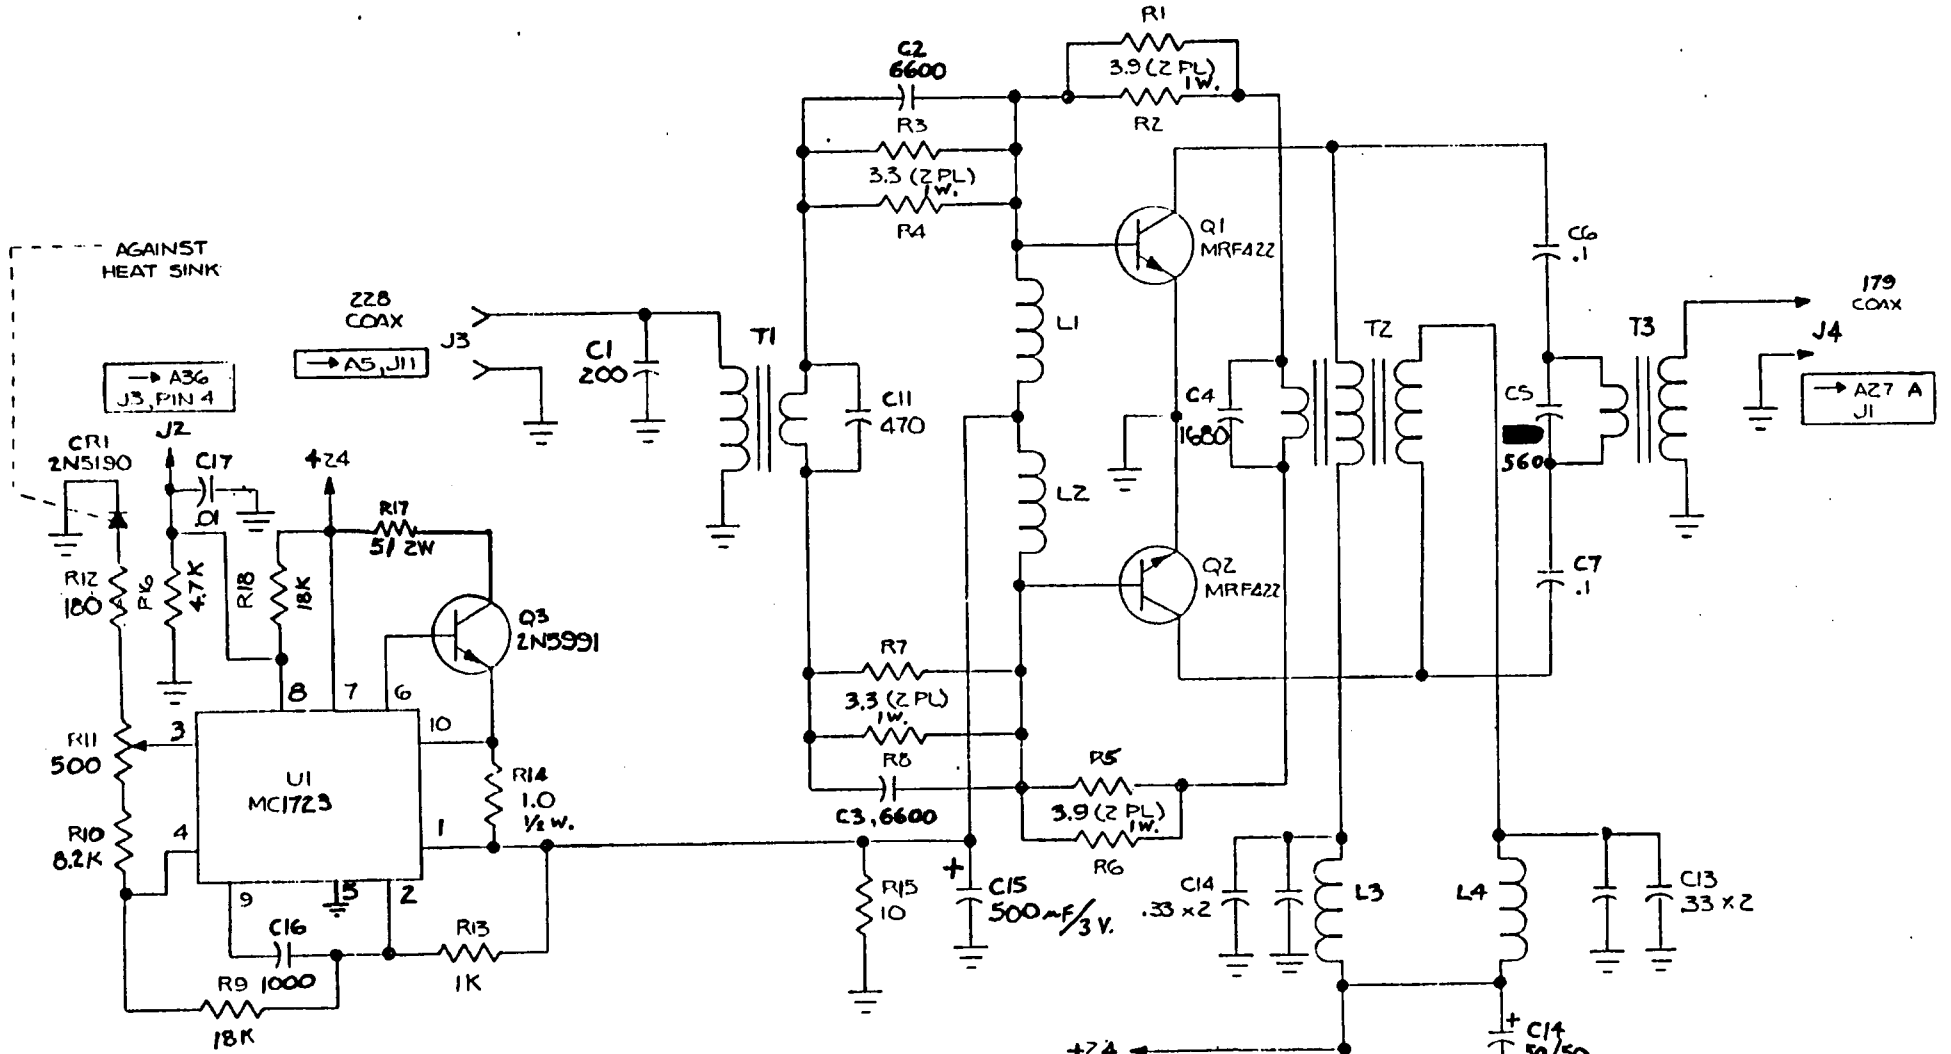 R1
3.9 (2 PL)
1W.
R2
C2
6600
R3
3.3 (2 PL)
1W.
R4
AGAINST
HEAT SINK
228
COAX
J3
→ A5, J11
C1
200
T1
C11
470
L1
L2
Q1
MRF422
Q2
MRF422
C4
1680
T2
C6
.1
C5
560
C7
.1
T3
179
COAX
J4
→ A27 A
J1
→ A36
J3, PIN 4
J2
CR1
2N5190
C17
.01
424
R17
5/2W
R12
180
R16
4.7K
R18
18K
Q3
2N5991
8
7
6
10
3
R11
500
U1
MC1723
R14
1.0
1/2 W.
4
1
R10
8.2K
9
5
2
C16
1000
R13
1K
R9
18K
R7
3.3 (2 PL)
1W.
R8
C3, 6600
R5
3.9 (2 PL)
1W.
R6
R15
10
+
C15
500 mF/3V.
C14
.33 x 2
L3
L4
C13
.33 x 2
+24
+
C14
50/50